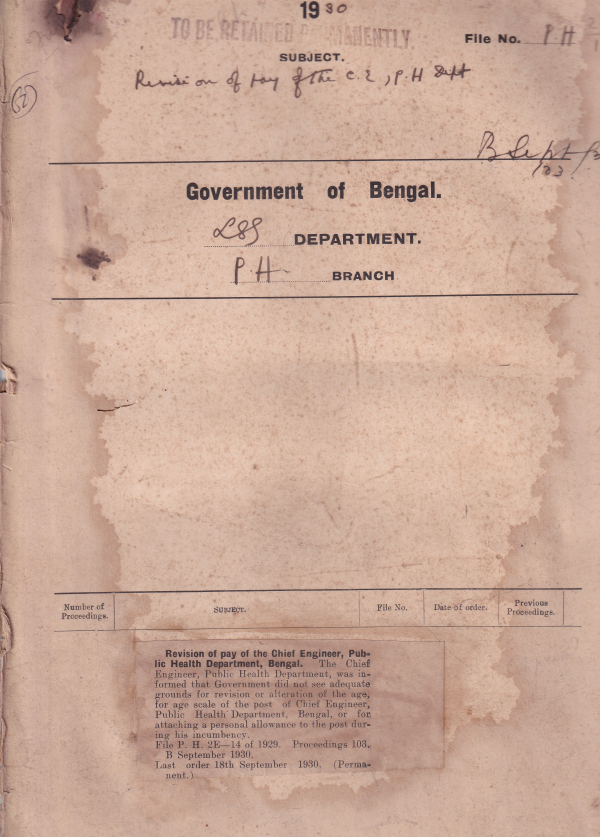 1930
TO BE RETAINED PERMANENTLY.
File No. PH
SUBJECT.
Revision of pay of the C.E, P.H Dept
B Sept
Government of Bengal.
LSG DEPARTMENT.
P.H. BRANCH
Number of Proceedings.
SUBJECT.
File No.
Date of order.
Previous Proceedings.
Revision of pay of the Chief Engineer, Pub-
lic Health Department, Bengal. The Chief
Engineer, Public Health Department, was in-
formed that Government did not see adequate
grounds for revision or alteration of the age,
for age scale of the post of Chief Engineer,
Public Health Department, Bengal, or for
attaching a personal allowance to the post dur-
ing his incumbency.
File P. H. 2E—14 of 1929. Proceedings 103,
B September 1930.
Last order 18th September 1930. (Perma-
nent.)